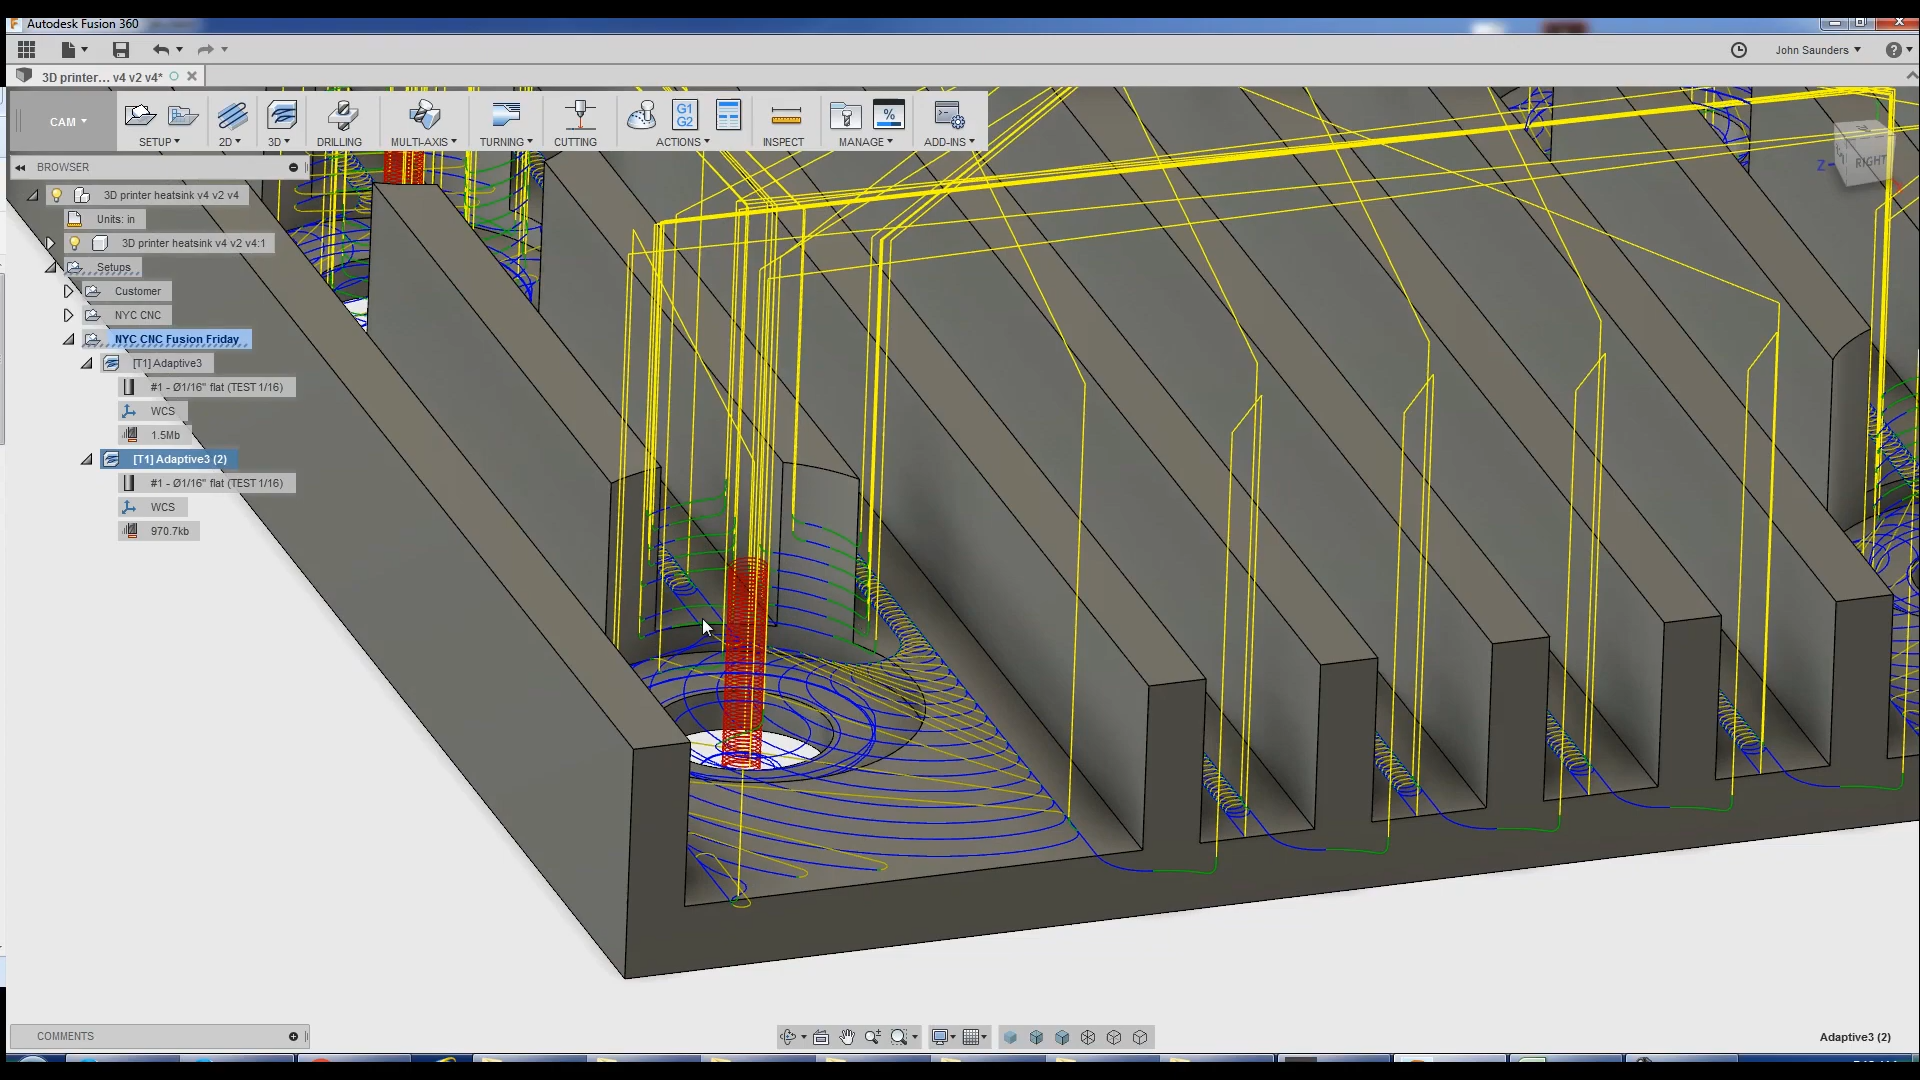 Autodesk Fusion 360
John Saunders
3D printer... v4 v2 v4*
CAM
SETUP 2D 3D DRILLING MULTI-AXIS TURNING CUTTING ACTIONS INSPECT MANAGE ADD-INS
G1
G2
%
BROWSER
RIGHT
Z
3D printer heatsink v4 v2 v4
Units: in
3D printer heatsink v4 v2 v4:1
Setups
Customer
NYC CNC
NYC CNC Fusion Friday
[T1] Adaptive3
#1 - Ø1/16" flat (TEST 1/16)
WCS
1.5Mb
[T1] Adaptive3 (2)
#1 - Ø1/16" flat (TEST 1/16)
WCS
970.7kb
COMMENTS
Adaptive3 (2)